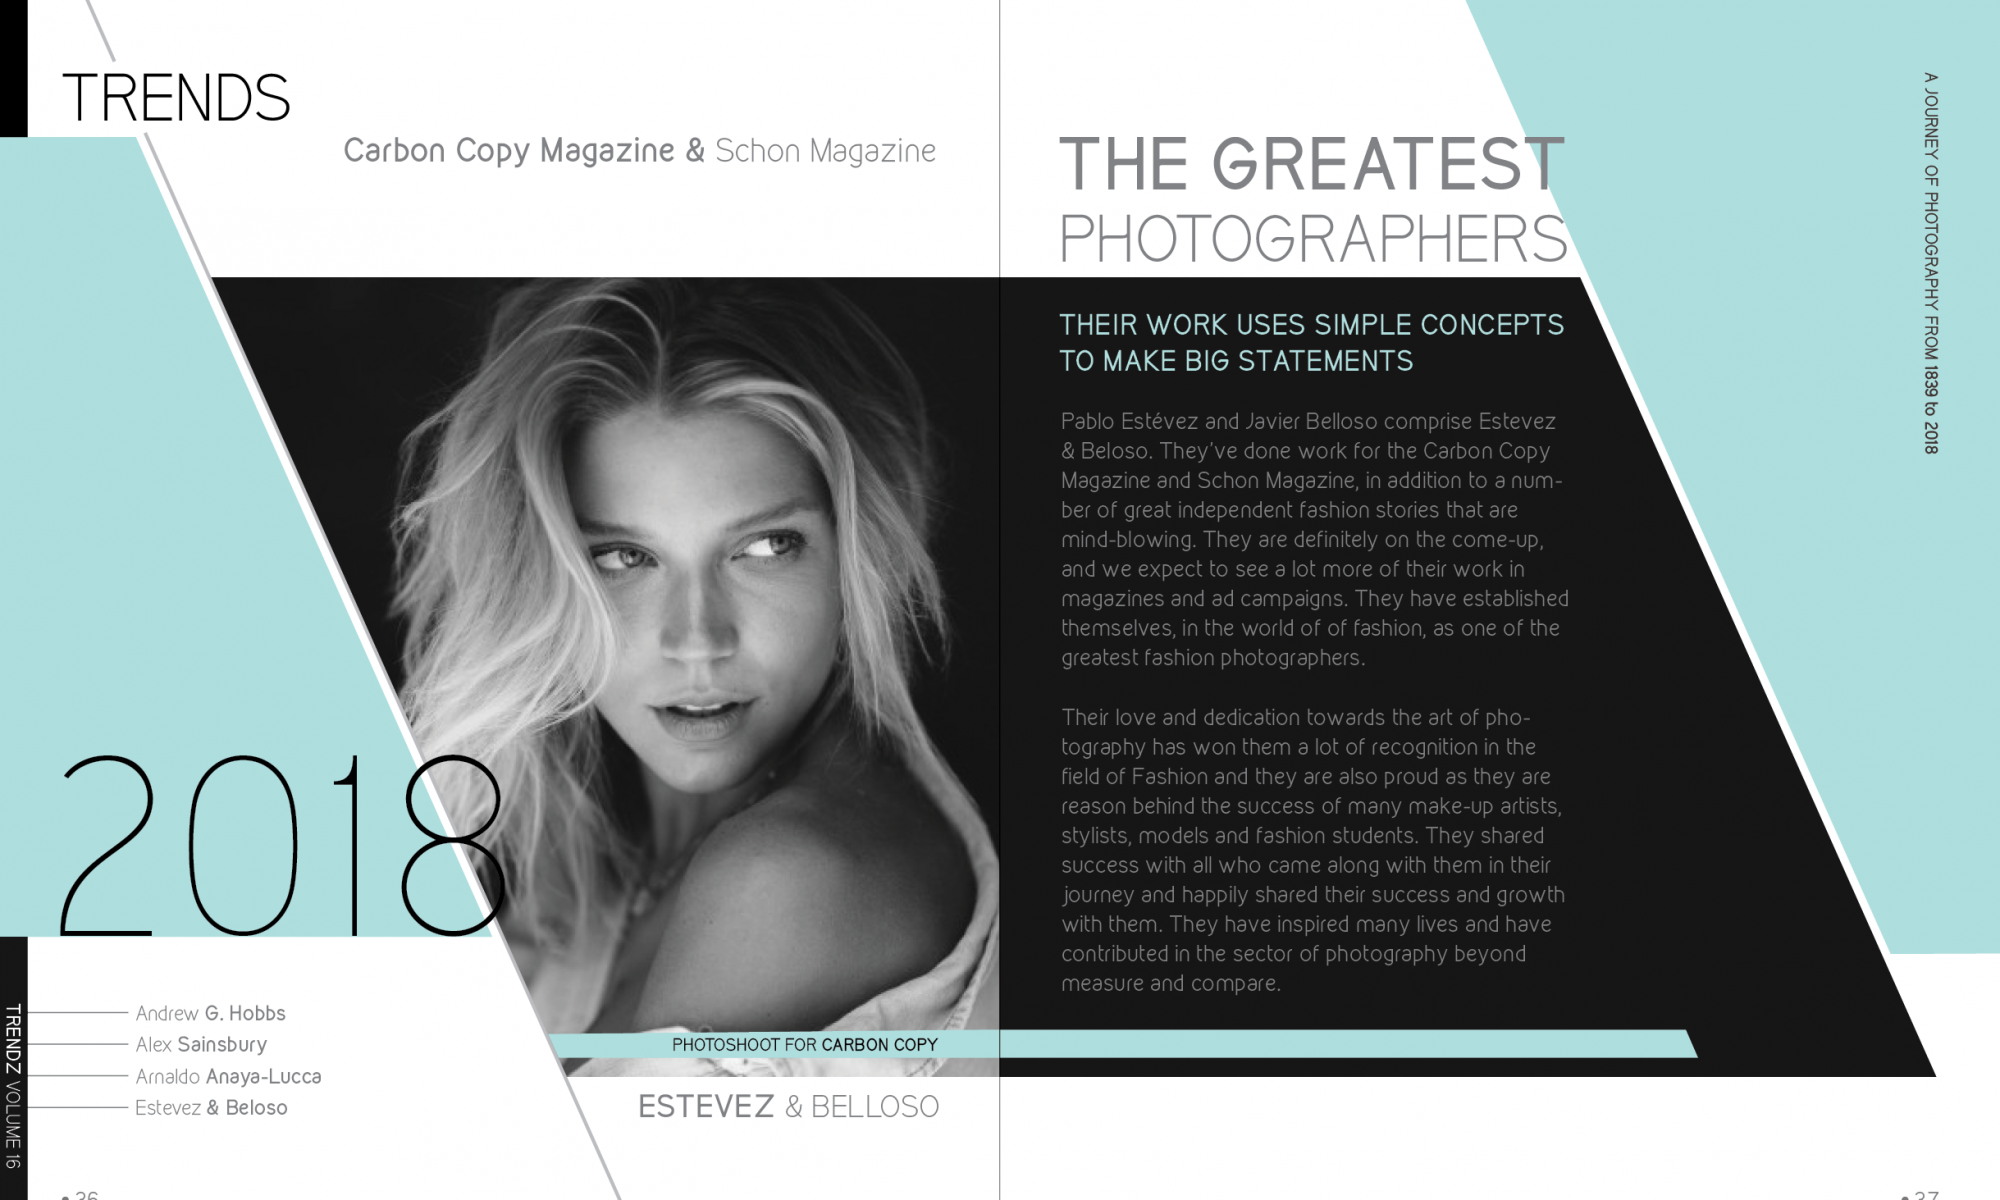 TRENDS
Carbon Copy Magazine & Schon Magazine
2018
Andrew G. Hobbs
Alex Sainsbury
Arnaldo Anaya-Lucca
Estevez & Beloso
TRENDZ VOLUME 16
36
PHOTOSHOOT FOR CARBON COPY
ESTEVEZ & BELLOSO
THE GREATEST
PHOTOGRAPHERS
THEIR WORK USES SIMPLE CONCEPTS
TO MAKE BIG STATEMENTS
Pablo Estévez and Javier Belloso comprise Estevez
& Beloso. They've done work for the Carbon Copy
Magazine and Schon Magazine, in addition to a num-
ber of great independent fashion stories that are
mind-blowing. They are definitely on the come-up,
and we expect to see a lot more of their work in
magazines and ad campaigns. They have established
themselves, in the world of of fashion, as one of the
greatest fashion photographers.
Their love and dedication towards the art of pho-
tography has won them a lot of recognition in the
field of Fashion and they are also proud as they are
reason behind the success of many make-up artists,
stylists, models and fashion students. They shared
success with all who came along with them in their
journey and happily shared their success and growth
with them. They have inspired many lives and have
contributed in the sector of photography beyond
measure and compare.
A JOURNEY OF PHOTOGRAPHY FROM 1839 to 2018
37